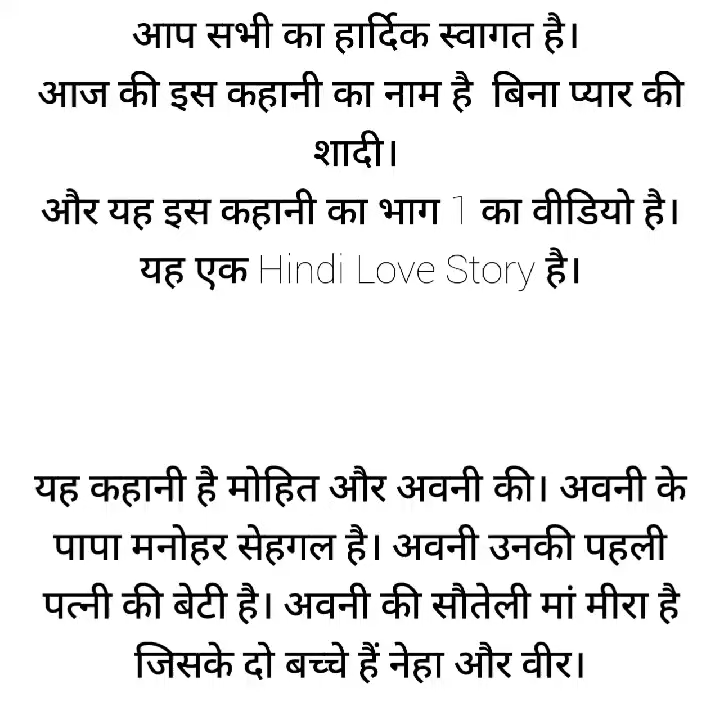 आप सभी का हार्दिक स्वागत है।
आज की इस कहानी का नाम है बिना प्यार की
शादी।
और यह इस कहानी का भाग 1 का वीडियो है।
यह एक Hindi Love Story है।
यह कहानी है मोहित और अवनी की। अवनी के
पापा मनोहर सेहगल है। अवनी उनकी पहली
पत्नी की बेटी है। अवनी की सौतेली मां मीरा है
जिसके दो बच्चे हैं नेहा और वीर।